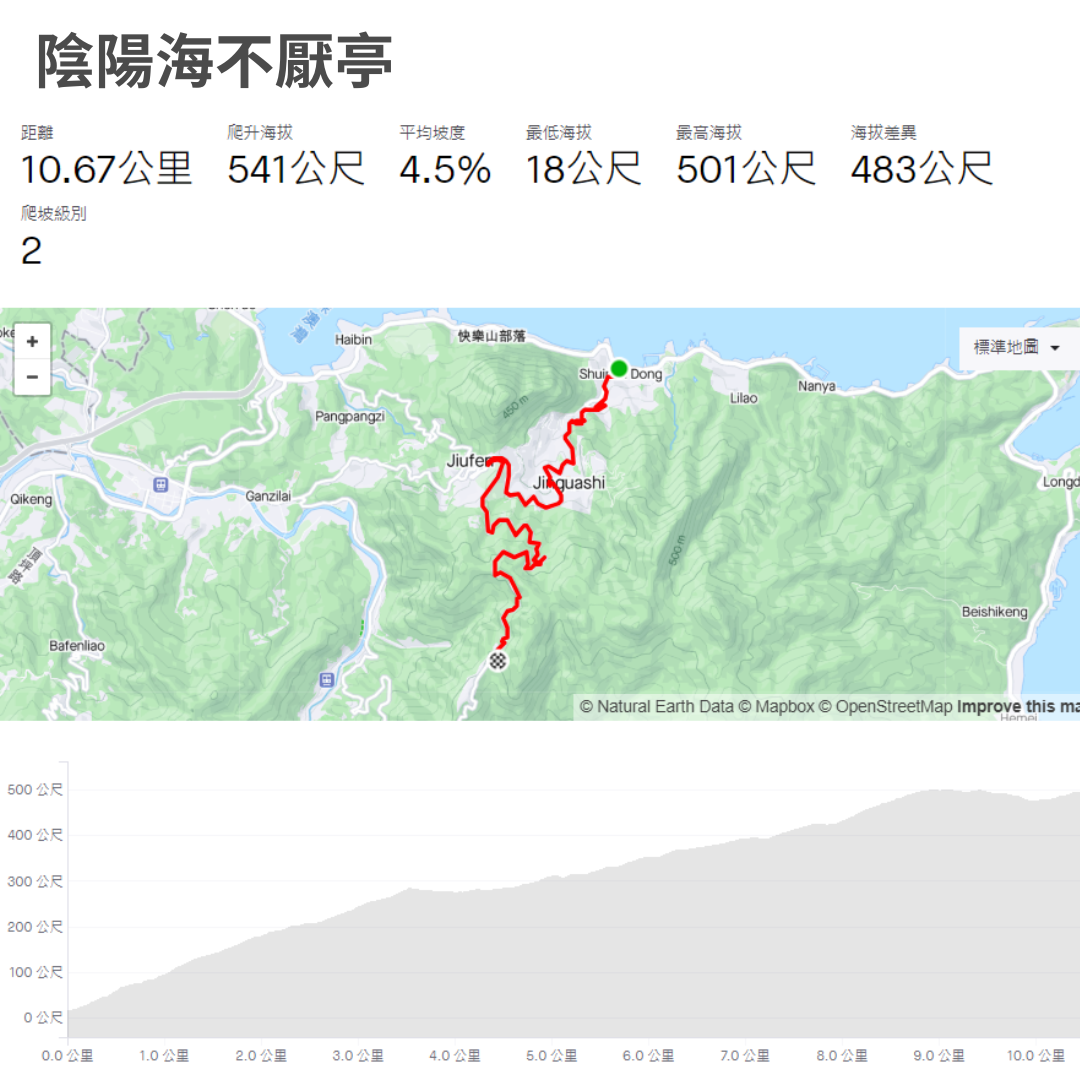 陰陽海不厭亭
距離 爬升海拔 平均坡度 最低海拔 最高海拔 海拔差異
10.67公里 541公尺 4.5% 18公尺 501公尺 483公尺
爬坡級別
2
+
−
Haibin
快樂山部落
標準地圖
Dong
Nanya
Lilao
450 m
Pangpangzi
Jiufen
Jinguashi
Longd
Qikeng
Ganzilai
500 m
頂坪路
Beishikeng
Bafenliao
© Natural Earth Data © Mapbox © OpenStreetMap Improve this ma
Hemei
500 公尺
400 公尺
300 公尺
200 公尺
100 公尺
0 公尺
0.0 公里 1.0 公里 2.0 公里 3.0 公里 4.0 公里 5.0 公里 6.0 公里 7.0 公里 8.0 公里 9.0 公里 10.0 公里